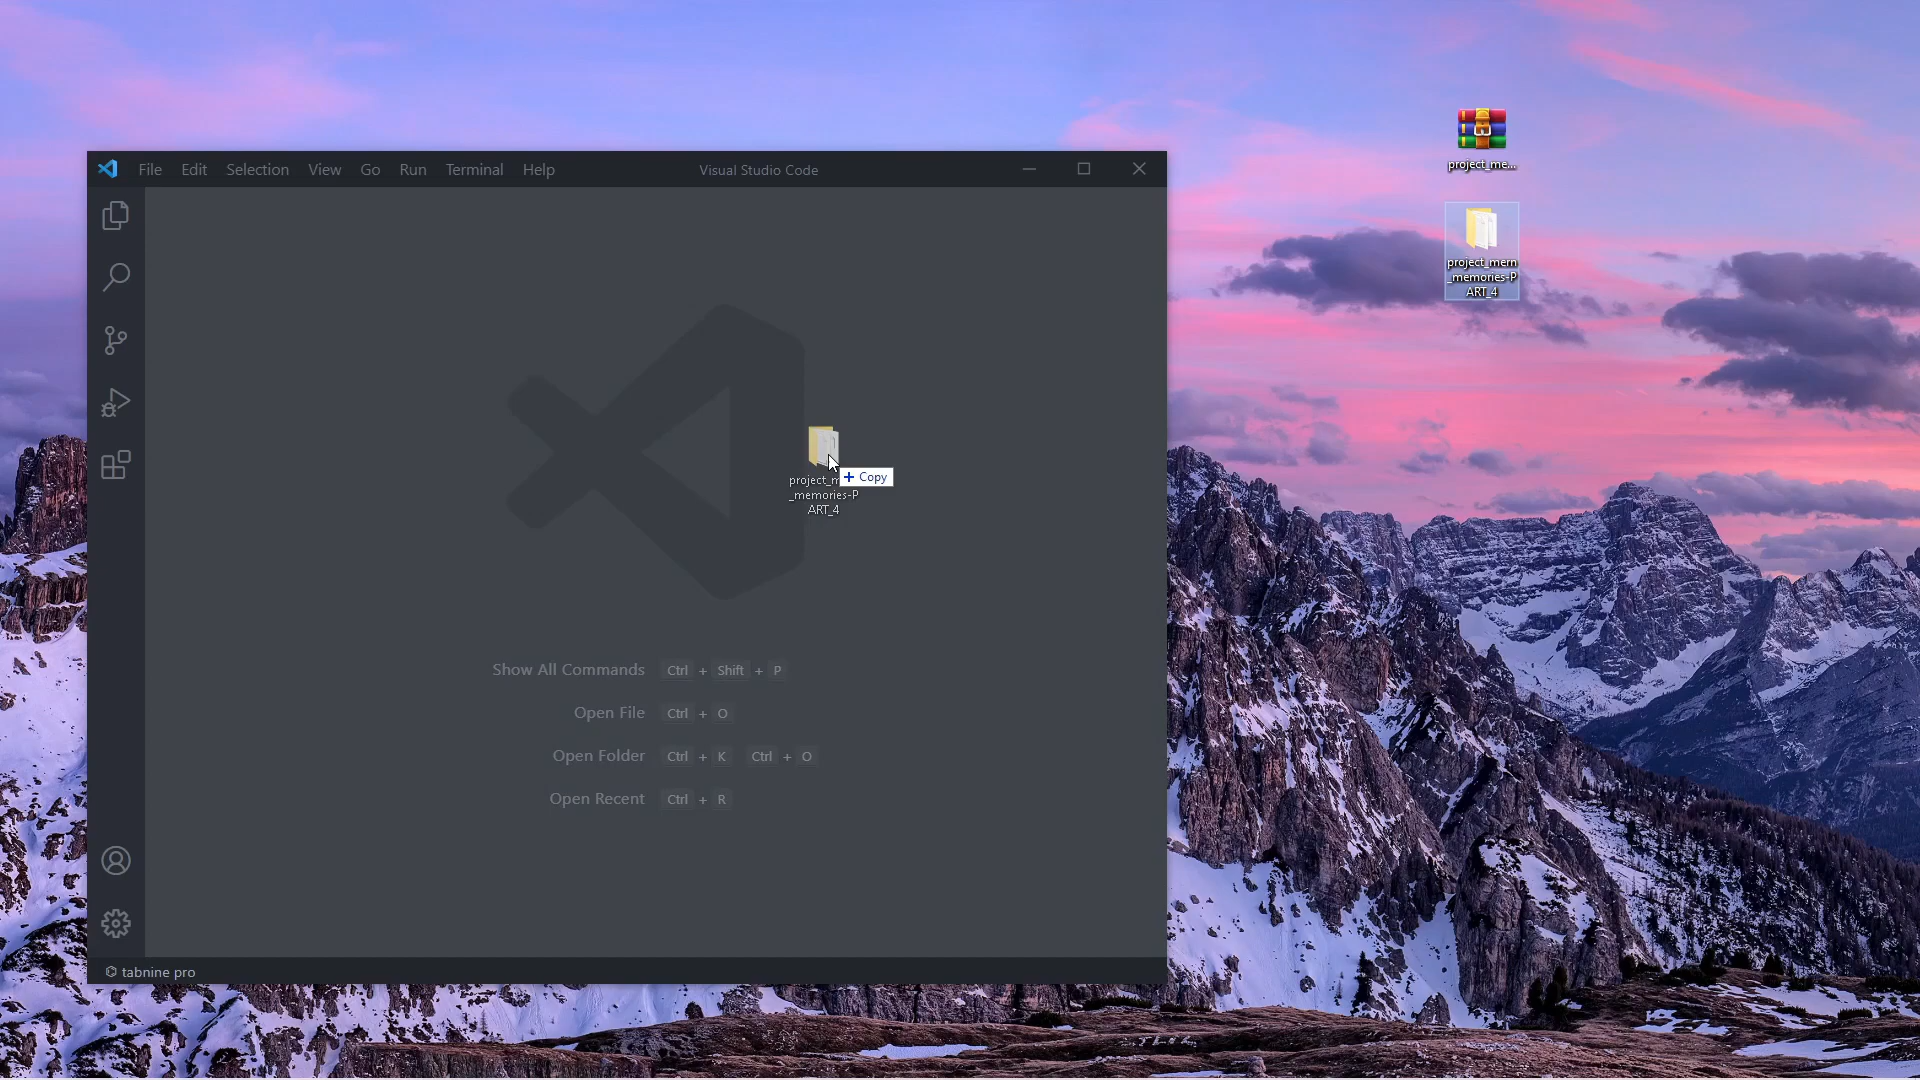 File Edit Selection View Go Run Terminal Help
Visual Studio Code
project_me...
project_mern
_memories-P
ART_4
project_m
+ Copy
_memories-P
ART_4
Show All Commands Ctrl + Shift + P
Open File Ctrl + O
Open Folder Ctrl + K Ctrl + O
Open Recent Ctrl + R
tabnine pro